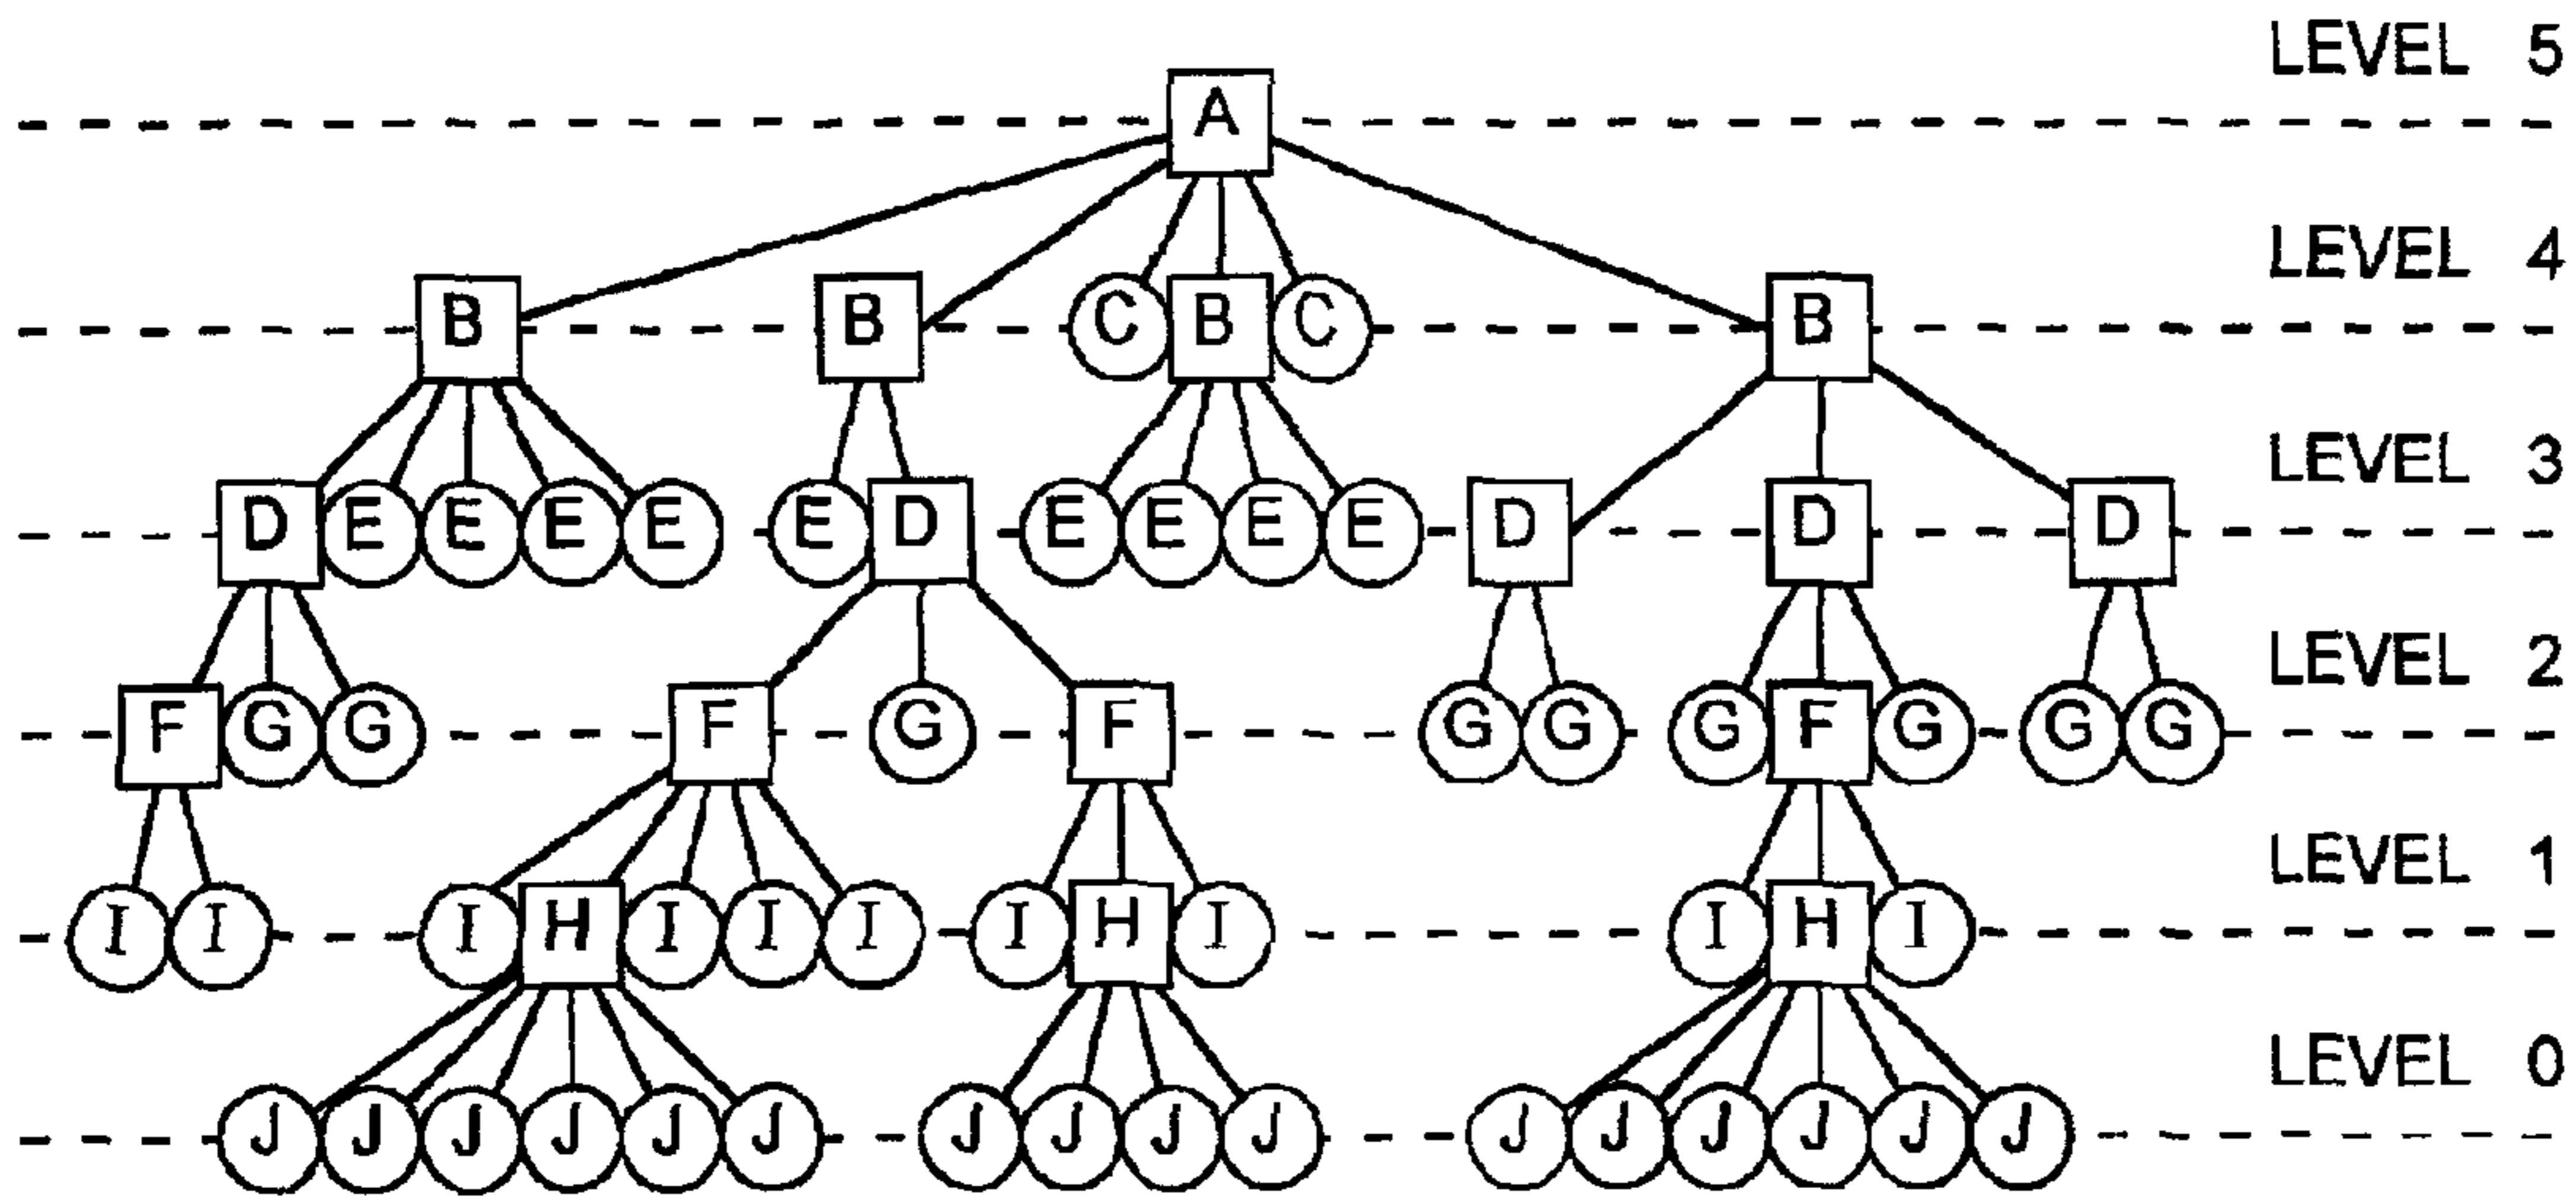 LEVEL 5
A
LEVEL 4
B B C B C B
LEVEL 3
D E E E E E D E E E E D D D
LEVEL 2
F G G F G F G G G F G G G
LEVEL 1
I I I H I I I I H I I H I
LEVEL 0
J J J J J J J J J J J J J J J J